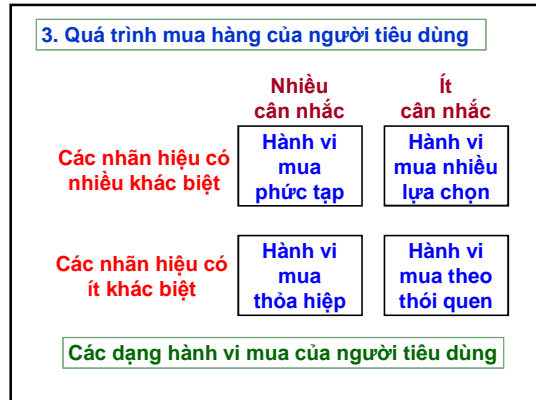 3. Quá trình mua hàng của người tiêu dùng
Nhiều
cân nhắc
Ít
cân nhắc
Các nhãn hiệu có
nhiều khác biệt
Hành vi
mua
phức tạp
Hành vi
mua nhiều
lựa chọn
Các nhãn hiệu có
ít khác biệt
Hành vi
mua
thỏa hiệp
Hành vi
mua theo
thói quen
Các dạng hành vi mua của người tiêu dùng